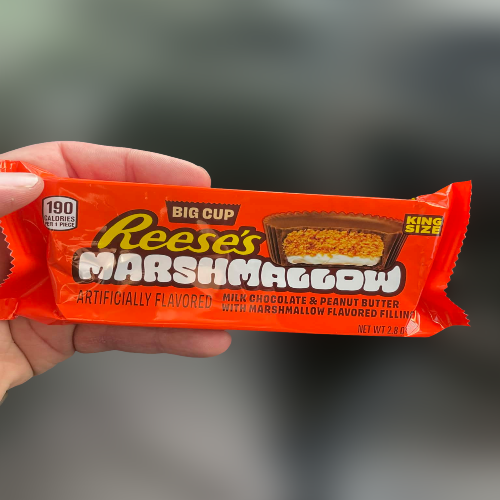 190
CALORIES
PER 1 PIECE
BIG CUP
KING
SIZE
Reese's
MARSHMALLOW
ARTIFICIALLY FLAVORED
MILK CHOCOLATE & PEANUT BUTTER
WITH MARSHMALLOW FLAVORED FILLING
NET WT 2.8